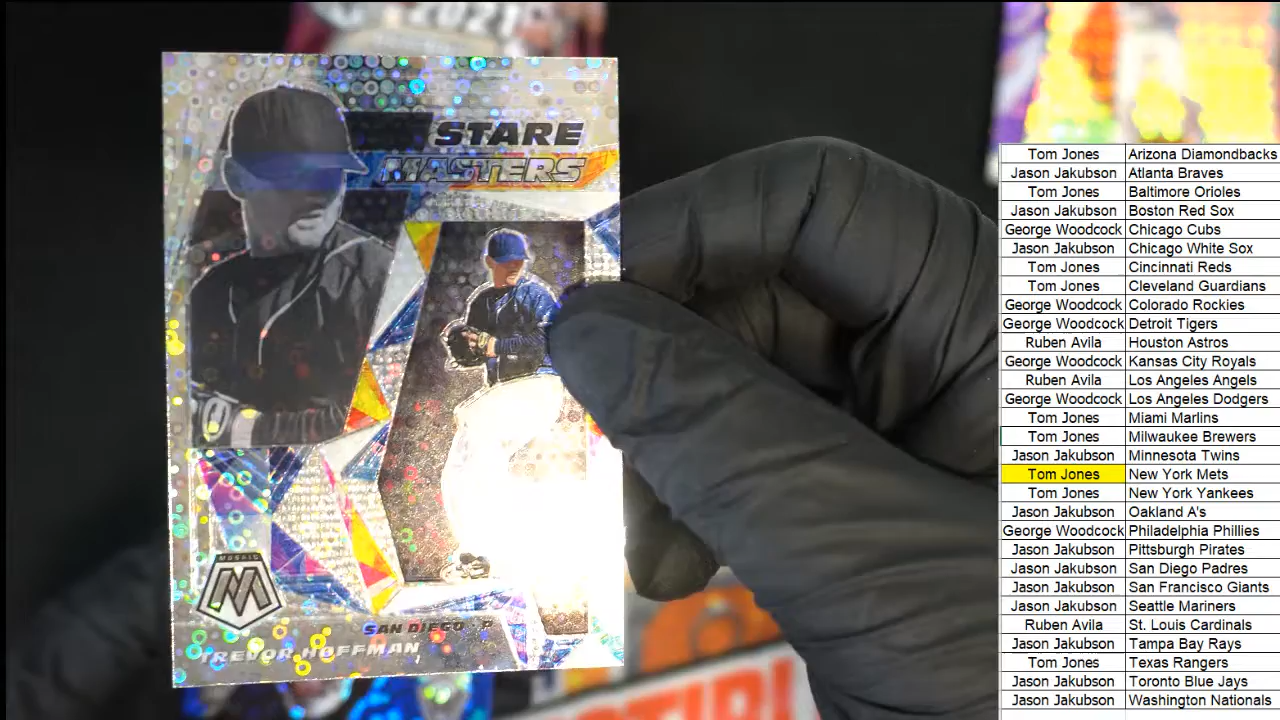 2021
STARE
MASTERS
MOSAIC
M
SAN DIEGO - P
TREVOR HOFFMAN
Tom Jones Arizona Diamondbacks
Jason Jakubson Atlanta Braves
Tom Jones Baltimore Orioles
Jason Jakubson Boston Red Sox
George Woodcock Chicago Cubs
Jason Jakubson Chicago White Sox
Tom Jones Cincinnati Reds
Tom Jones Cleveland Guardians
George Woodcock Colorado Rockies
George Woodcock Detroit Tigers
Ruben Avila Houston Astros
George Woodcock Kansas City Royals
Ruben Avila Los Angeles Angels
George Woodcock Los Angeles Dodgers
Tom Jones Miami Marlins
Tom Jones Milwaukee Brewers
Jason Jakubson Minnesota Twins
Tom Jones New York Mets
Tom Jones New York Yankees
Jason Jakubson Oakland A's
George Woodcock Philadelphia Phillies
Jason Jakubson Pittsburgh Pirates
Jason Jakubson San Diego Padres
Jason Jakubson San Francisco Giants
Jason Jakubson Seattle Mariners
Ruben Avila St. Louis Cardinals
Jason Jakubson Tampa Bay Rays
Tom Jones Texas Rangers
Jason Jakubson Toronto Blue Jays
Jason Jakubson Washington Nationals